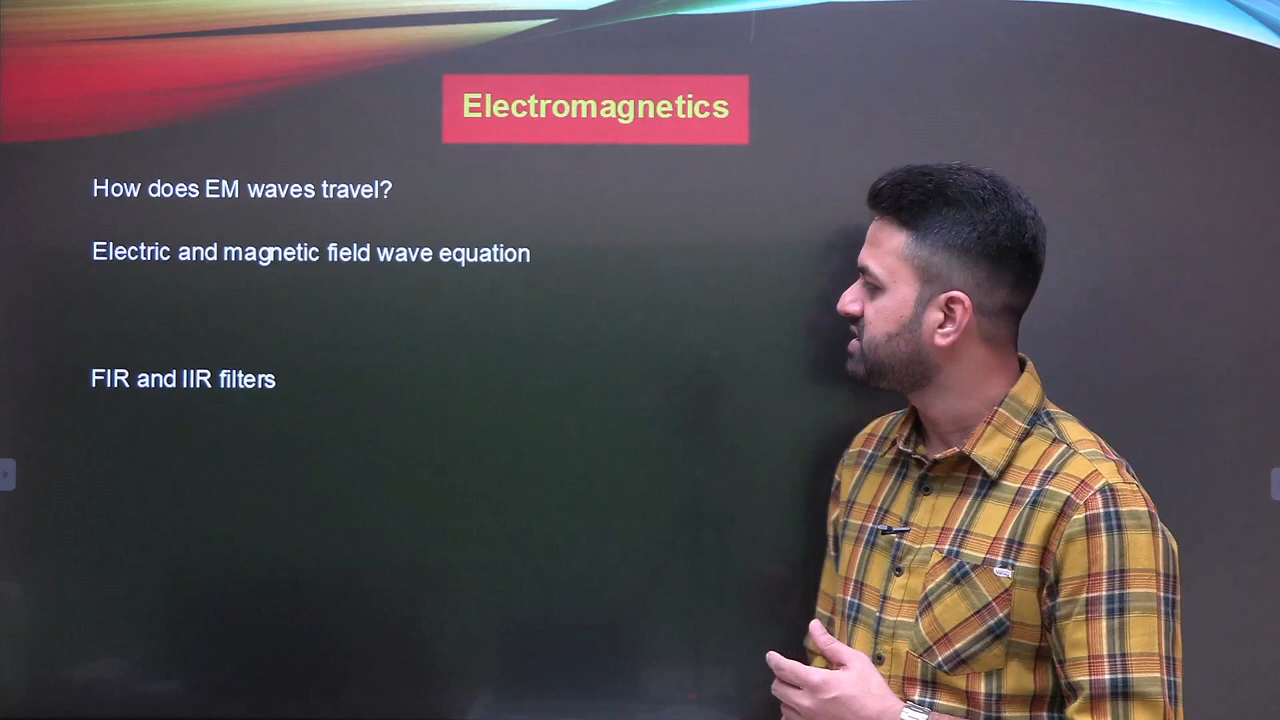 Electromagnetics
How does EM waves travel?
Electric and magnetic field wave equation
FIR and IIR filters